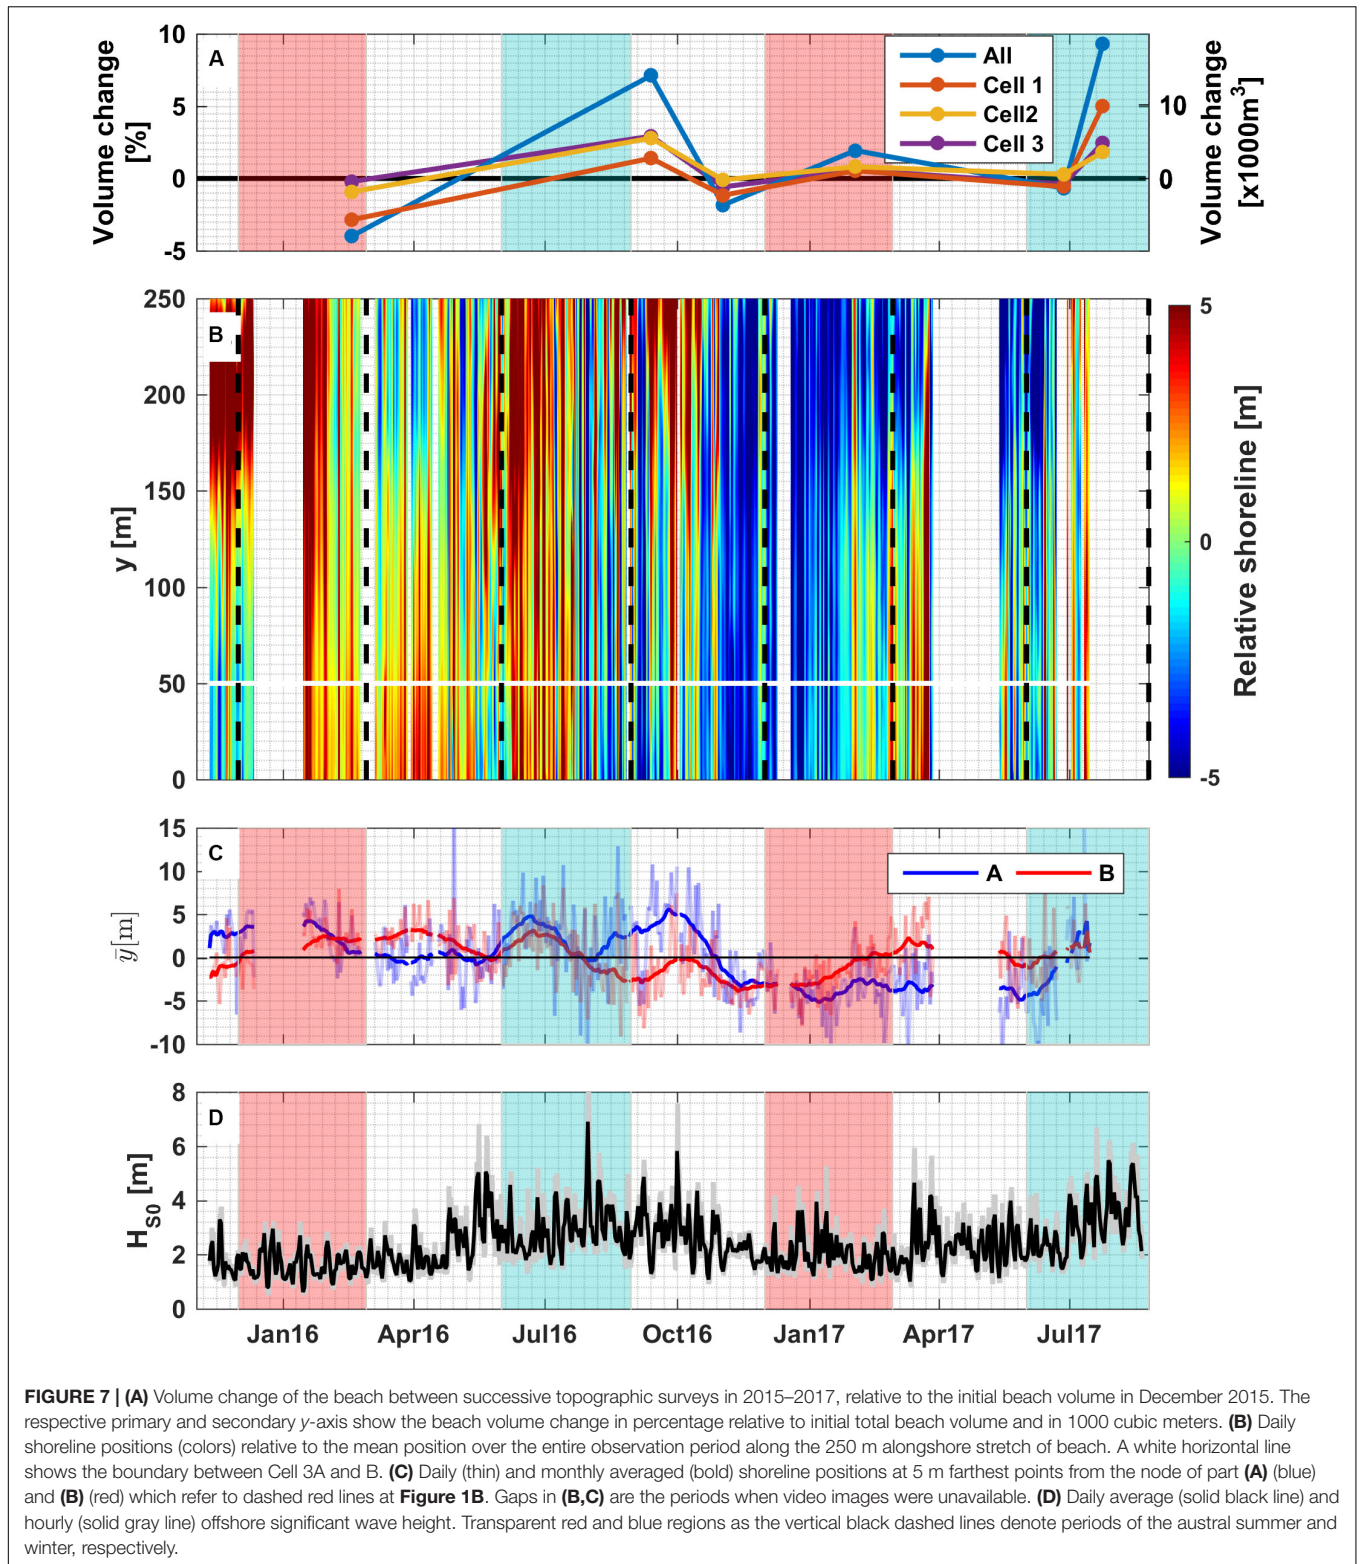 A
10
5
0
-5
Volume change
[%]
All
Cell 1
Cell2
Cell 3
10
0
Volume change
[x1000m³]
B
250
200
150
100
50
0
y [m]
5
0
-5
Relative shoreline [m]
C
15
10
5
0
-5
-10
ȳ[m]
A
B
D
8
6
4
2
0
H_S0 [m]
Jan16
Apr16
Jul16
Oct16
Jan17
Apr17
Jul17
FIGURE 7 | (A) Volume change of the beach between successive topographic surveys in 2015–2017, relative to the initial beach volume in December 2015. The
respective primary and secondary y-axis show the beach volume change in percentage relative to initial total beach volume and in 1000 cubic meters. (B) Daily
shoreline positions (colors) relative to the mean position over the entire observation period along the 250 m alongshore stretch of beach. A white horizontal line
shows the boundary between Cell 3A and B. (C) Daily (thin) and monthly averaged (bold) shoreline positions at 5 m farthest points from the node of part (A) (blue)
and (B) (red) which refer to dashed red lines at Figure 1B. Gaps in (B,C) are the periods when video images were unavailable. (D) Daily average (solid black line) and
hourly (solid gray line) offshore significant wave height. Transparent red and blue regions as the vertical black dashed lines denote periods of the austral summer and
winter, respectively.